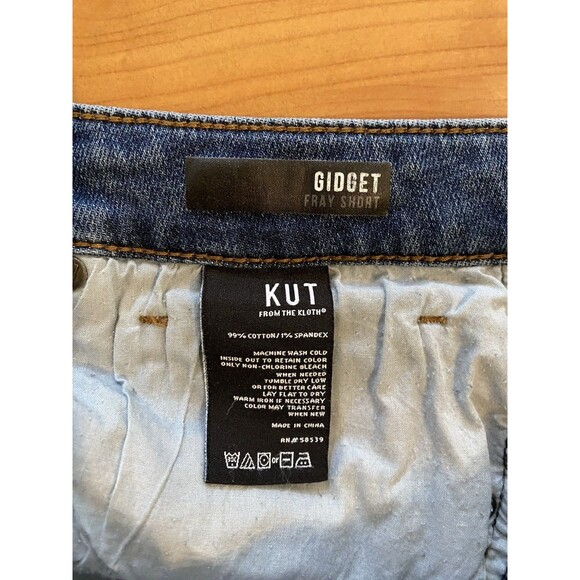 GIDGET
FRAY SHORT
KUT
FROM THE KLOTH®
99% COTTON/1% SPANDEX
MACHINE WASH COLD
INSIDE OUT TO RETAIN COLOR
ONLY NON-CHLORINE BLEACH
WHEN NEEDED
TUMBLE DRY LOW
OR FOR BETTER CARE
LAY FLAT TO DRY
WARM IRON IF NECESSARY
COLOR MAY TRANSFER
WHEN NEW
MADE IN CHINA
RN# 58539
or